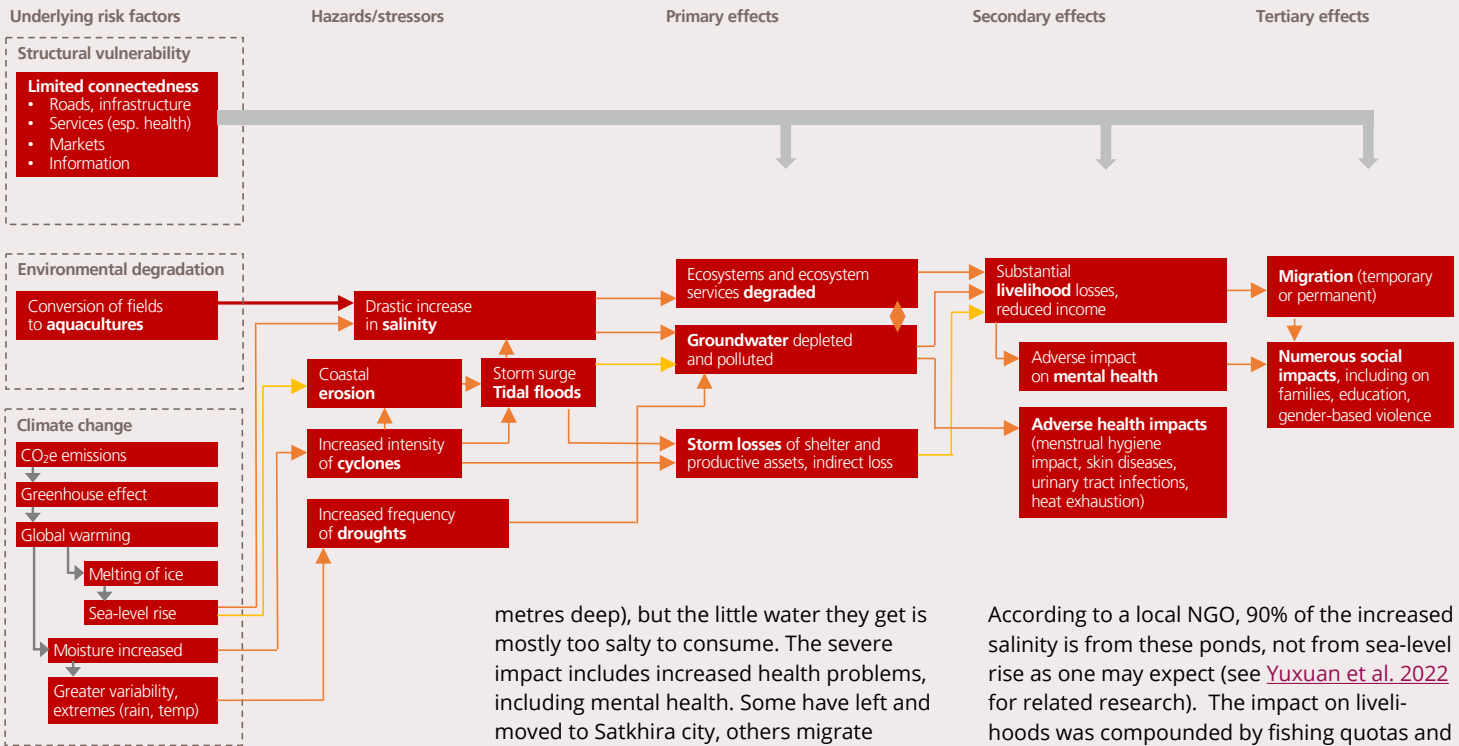 Underlying risk factors
Hazards/stressors
Primary effects
Secondary effects
Tertiary effects
Structural vulnerability
Limited connectedness
• Roads, infrastructure
• Services (esp. health)
• Markets
• Information
Environmental degradation
Conversion of fields
to aquacultures
Climate change
CO₂e emissions
Greenhouse effect
Global warming
Melting of ice
Sea-level rise
Moisture increased
Greater variability,
extremes (rain, temp)
Drastic increase
in salinity
Coastal
erosion
Storm surge
Tidal floods
Increased intensity
of cyclones
Increased frequency
of droughts
Ecosystems and ecosystem
services degraded
Groundwater depleted
and polluted
Storm losses of shelter and
productive assets, indirect loss
Substantial
livelihood losses,
reduced income
Adverse impact
on mental health
Adverse health impacts
(menstrual hygiene
impact, skin diseases,
urinary tract infections,
heat exhaustion)
Migration (temporary
or permanent)
Numerous social
impacts, including on
families, education,
gender-based violence
metres deep), but the little water they get is
mostly too salty to consume. The severe
impact includes increased health problems,
including mental health. Some have left and
moved to Satkhira city, others migrate
According to a local NGO, 90% of the increased
salinity is from these ponds, not from sea-level
rise as one may expect (see Yuxuan et al. 2022
for related research). The impact on liveli-
hoods was compounded by fishing quotas and